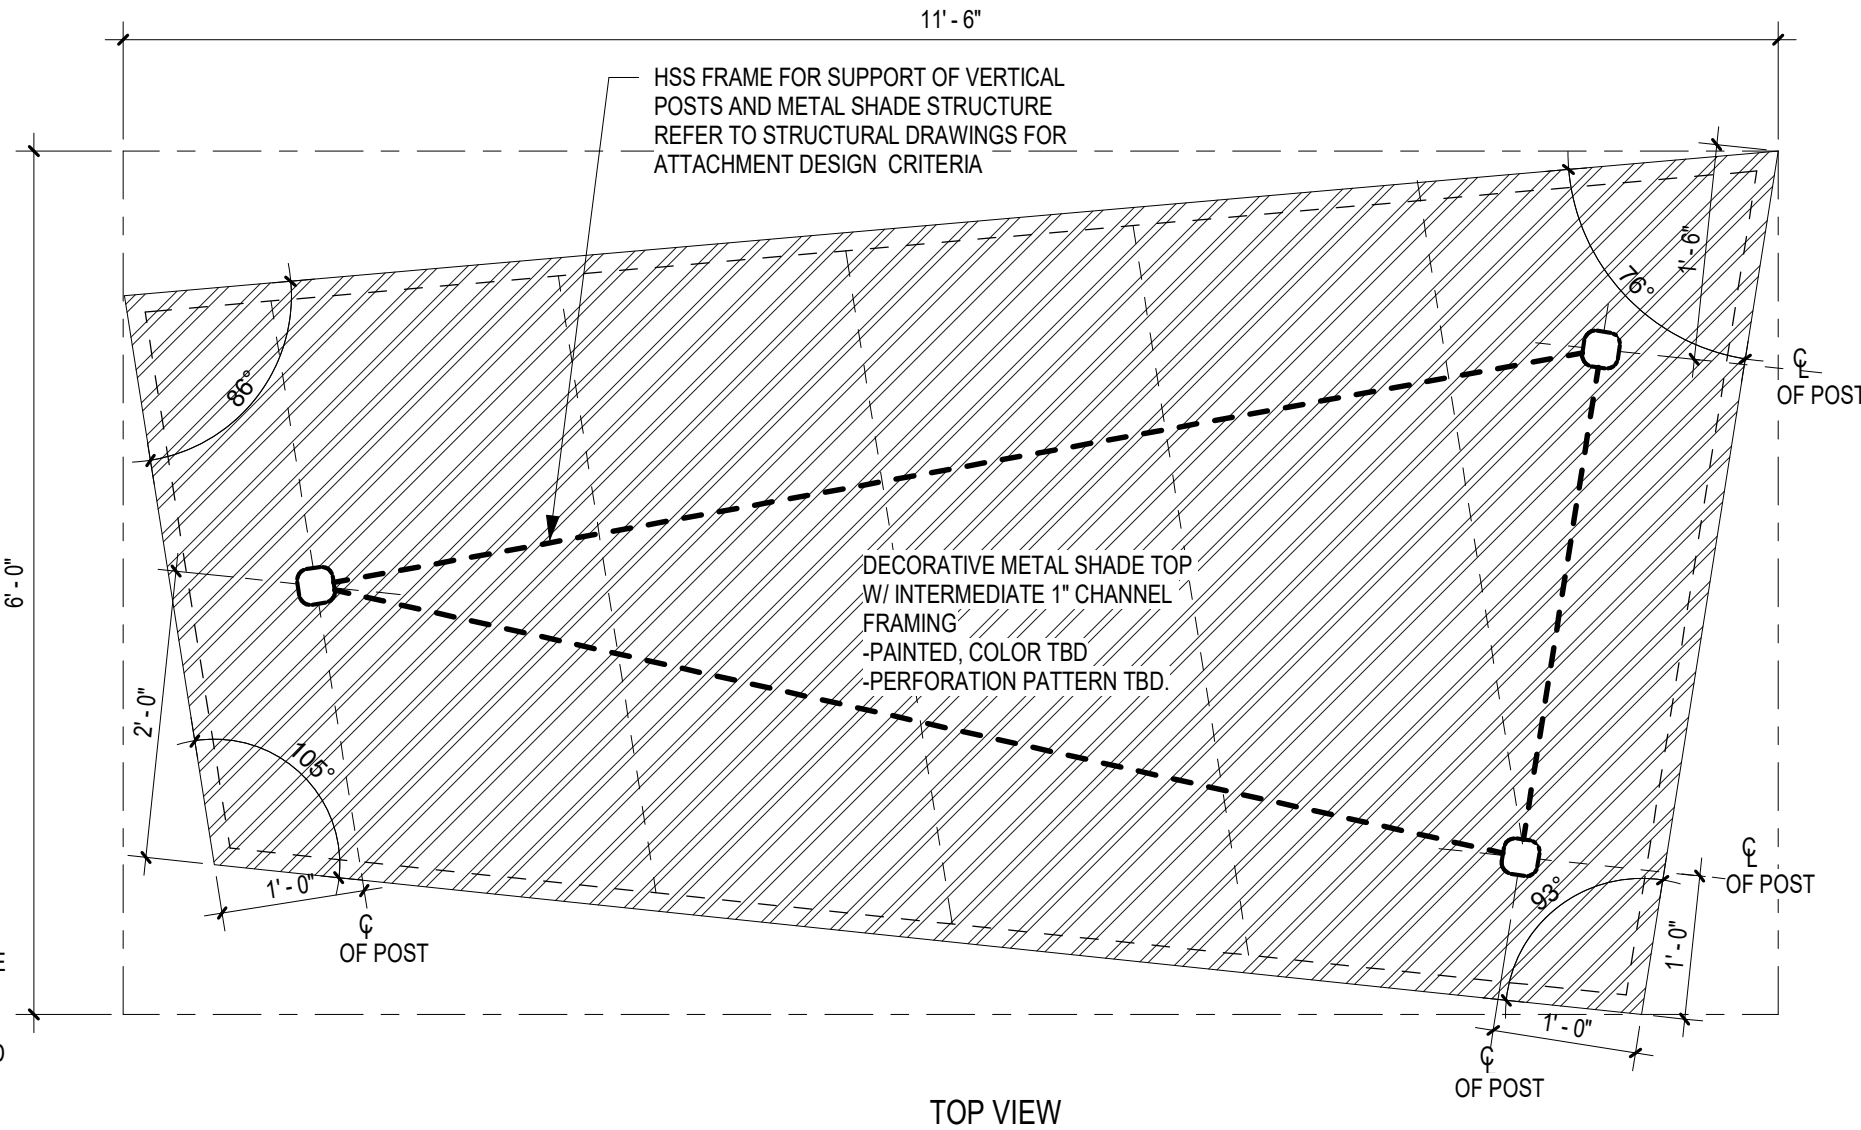 11' - 6"
HSS FRAME FOR SUPPORT OF VERTICAL
POSTS AND METAL SHADE STRUCTURE
REFER TO STRUCTURAL DRAWINGS FOR
ATTACHMENT DESIGN CRITERIA
1' - 6"
76°
86°
℄
OF POST
6' - 0"
DECORATIVE METAL SHADE TOP
W/ INTERMEDIATE 1" CHANNEL
FRAMING
-PAINTED, COLOR TBD
-PERFORATION PATTERN TBD.
2' - 0"
105°
℄
OF POST
93°
1' - 0"
℄
OF POST
1' - 0"
1' - 0"
℄
OF POST
TOP VIEW